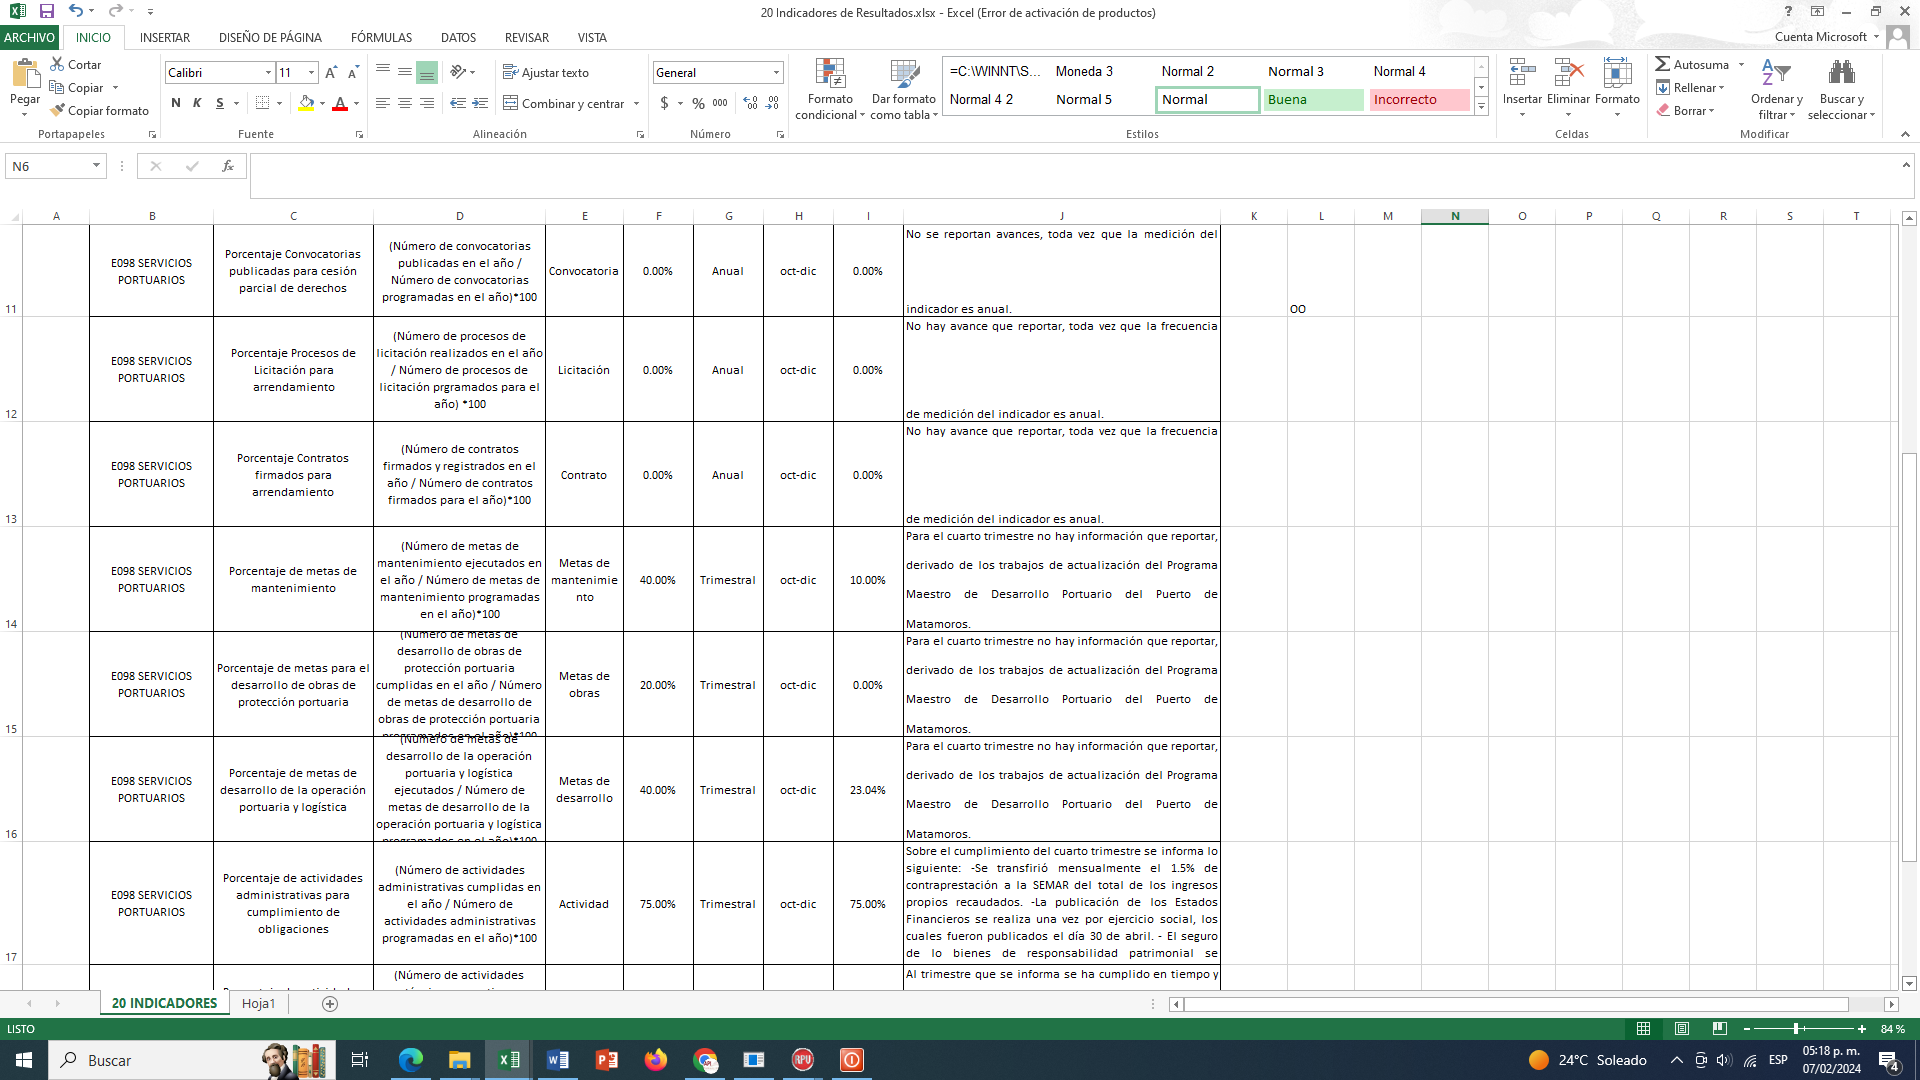 20 Indicadores de Resultados.xlsx - Excel (Error de activación de productos)
ARCHIVO INICIO INSERTAR DISEÑO DE PÁGINA FÓRMULAS DATOS REVISAR VISTA Cuenta Microsoft
Pegar
Cortar
Copiar
Copiar formato
Portapapeles
Calibri 11
N K S
Fuente
Ajustar texto
Combinar y centrar
Alineación
General
$ % 000
Número
Formato condicional
Dar formato como tabla
=C:\WINNT\S... Moneda 3 Normal 2 Normal 3 Normal 4
Normal 4 2 Normal 5 Normal Buena Incorrecto
Estilos
Insertar Eliminar Formato
Celdas
Autosuma
Rellenar
Borrar
Ordenar y filtrar
Buscar y seleccionar
Modificar
N6
fx
A B C D E F G H I J K L M N O P Q R S T
11
E098 SERVICIOS
PORTUARIOS
Porcentaje Convocatorias
publicadas para cesión
parcial de derechos
(Número de convocatorias
publicadas en el año /
Número de convocatorias
programadas en el año)*100
Convocatoria
0.00%
Anual
oct-dic
0.00%
No se reportan avances, toda vez que la medición del
indicador es anual.
OO
12
E098 SERVICIOS
PORTUARIOS
Porcentaje Procesos de
Licitación para
arrendamiento
(Número de procesos de
licitación realizados en el año
/ Número de procesos de
licitación prgramados para el
año) *100
Licitación
0.00%
Anual
oct-dic
0.00%
No hay avance que reportar, toda vez que la frecuencia
de medición del indicador es anual.
13
E098 SERVICIOS
PORTUARIOS
Porcentaje Contratos
firmados para
arrendamiento
(Número de contratos
firmados y registrados en el
año / Número de contratos
firmados para el año)*100
Contrato
0.00%
Anual
oct-dic
0.00%
No hay avance que reportar, toda vez que la frecuencia
de medición del indicador es anual.
14
E098 SERVICIOS
PORTUARIOS
Porcentaje de metas de
mantenimiento
(Número de metas de
mantenimiento ejecutados en
el año / Número de metas de
mantenimiento programadas
en el año)*100
Metas de
mantenimie
nto
40.00%
Trimestral
oct-dic
10.00%
Para el cuarto trimestre no hay información que reportar,
derivado de los trabajos de actualización del Programa
Maestro de Desarrollo Portuario del Puerto de
Matamoros.
15
E098 SERVICIOS
PORTUARIOS
Porcentaje de metas para el
desarrollo de obras de
protección portuaria
(Número de metas de
desarrollo de obras de
protección portuaria
cumplidas en el año / Número
de metas de desarrollo de
obras de protección portuaria
programados en el año)*100
Metas de
obras
20.00%
Trimestral
oct-dic
0.00%
Para el cuarto trimestre no hay información que reportar,
derivado de los trabajos de actualización del Programa
Maestro de Desarrollo Portuario del Puerto de
Matamoros.
16
E098 SERVICIOS
PORTUARIOS
Porcentaje de metas de
desarrollo de la operación
portuaria y logística
(Número de metas de
desarrollo de la operación
portuaria y logística
ejecutados / Número de
metas de desarrollo de la
operación portuaria y logística
programados en el año)*100
Metas de
desarrollo
40.00%
Trimestral
oct-dic
23.04%
Para el cuarto trimestre no hay información que reportar,
derivado de los trabajos de actualización del Programa
Maestro de Desarrollo Portuario del Puerto de
Matamoros.
17
E098 SERVICIOS
PORTUARIOS
Porcentaje de actividades
administrativas para
cumplimiento de
obligaciones
(Número de actividades
administrativas cumplidas en
el año / Número de
actividades administrativas
programadas en el año)*100
Actividad
75.00%
Trimestral
oct-dic
75.00%
Sobre el cumplimiento del cuarto trimestre se informa lo
siguiente: -Se transfirió mensualmente el 1.5% de
contraprestación a la SEMAR del total de los ingresos
propios recaudados. -La publicación de los Estados
Financieros se realiza una vez por ejercicio social, los
cuales fueron publicados el día 30 de abril. - El seguro
de lo bienes de responsabilidad patrimonial se
(Número de actividades
Al trimestre que se informa se ha cumplido en tiempo y
20 INDICADORES Hoja1
LISTO
84 %
Buscar
24°C Soleado
ESP
05:18 p. m.
07/02/2024
4